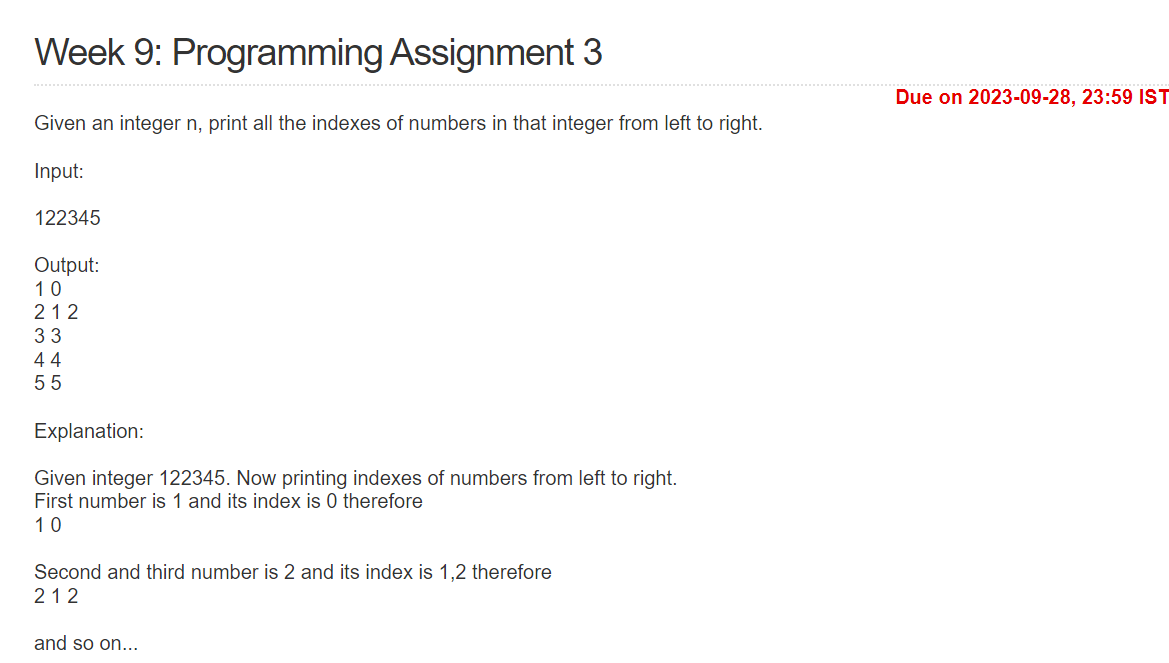 Week 9: Programming Assignment 3
Due on 2023-09-28, 23:59 IST
Given an integer n, print all the indexes of numbers in that integer from left to right.
Input:
122345
Output:
1 0
2 1 2
3 3
4 4
5 5
Explanation:
Given integer 122345. Now printing indexes of numbers from left to right.
First number is 1 and its index is 0 therefore
1 0
Second and third number is 2 and its index is 1,2 therefore
2 1 2
and so on...